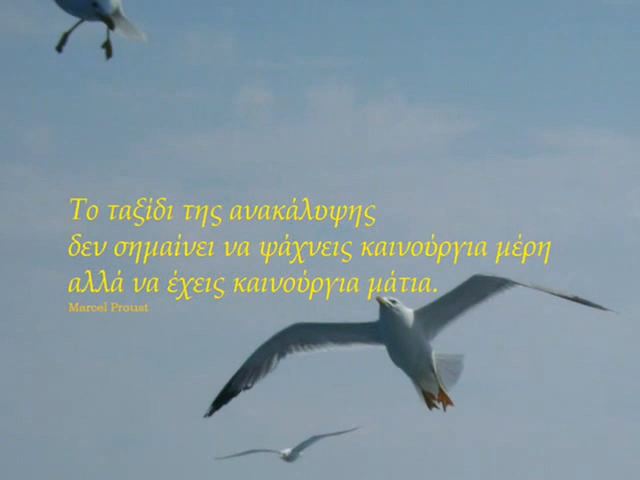 Το ταξίδι της ανακάλυψης
δεν σημαίνει να ψάχνεις καινούργια μέρη
αλλά να έχεις καινούργια μάτια.
Marcel Proust